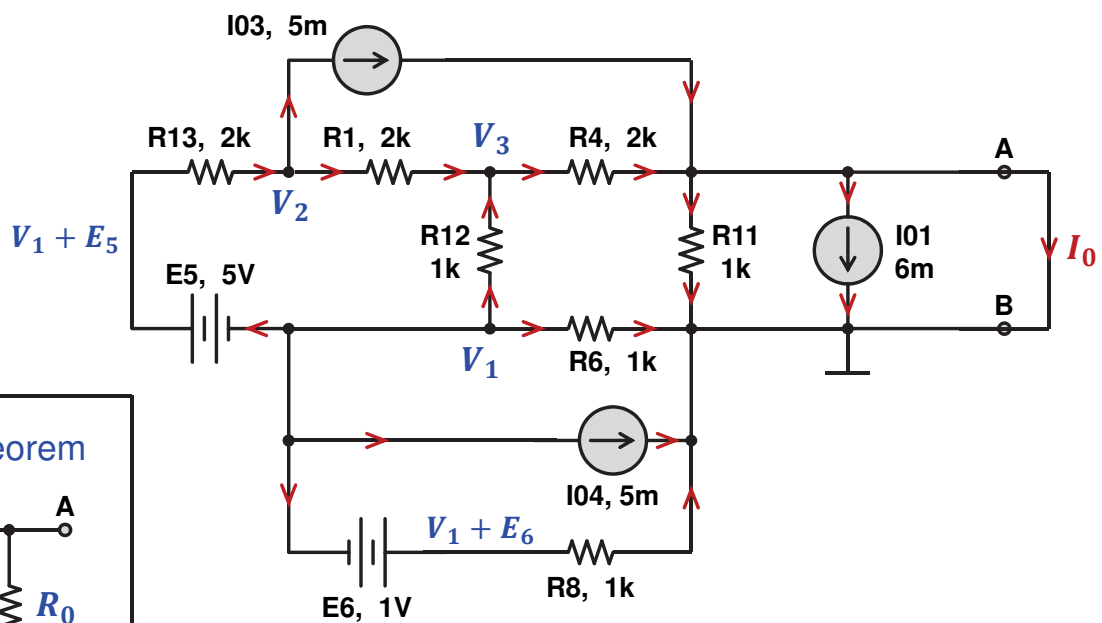 I03, 5m
R13, 2k
R1, 2k
V₃
R4, 2k
A
V₂
V₁ + E₅
R12
1k
R11
1k
I01
6m
I₀
E5, 5V
B
V₁
R6, 1k
eorem
A
I04, 5m
V₁ + E₆
R8, 1k
E6, 1V
R₀